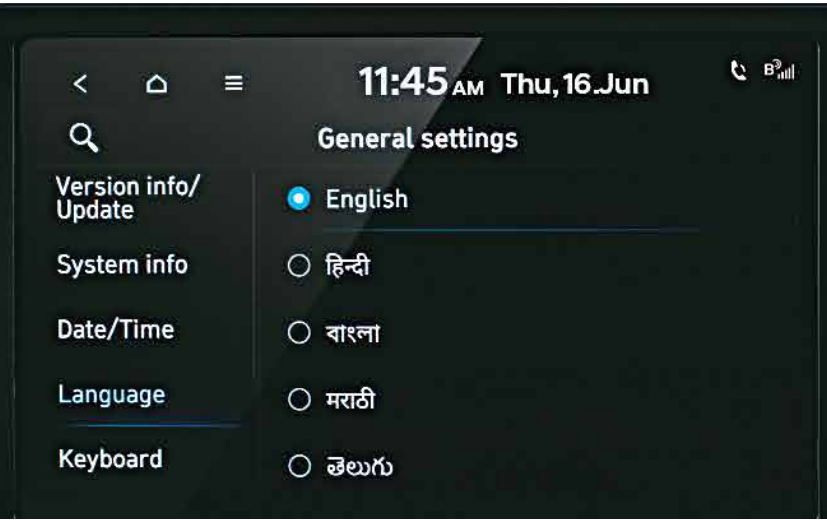 11:45 AM Thu, 16.Jun
General settings
Version info/
Update
System info
Date/Time
Language
Keyboard
English
हिन्दी
বাংলা
मराठी
తెలుగు